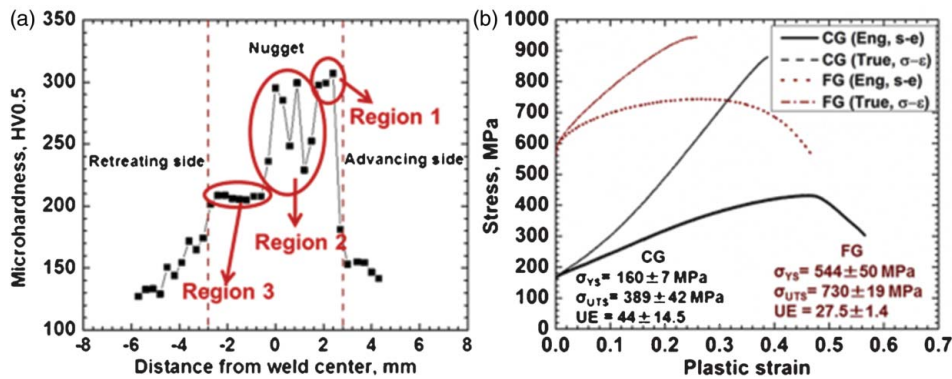 (a)
Nugget
Region 1
Retreating side
Advancing side
Region 2
Region 3
Microhardness, HV0.5
350
300
250
200
150
100
-8 -6 -4 -2 0 2 4 6 8
Distance from weld center, mm
(b)
CG (Eng, s-e)
CG (True, σ-ε)
FG (Eng, s-e)
FG (True, σ-ε)
Stress, MPa
1000
900
800
700
600
500
400
300
200
100
0
CG
σYS= 160±7 MPa
σUTS= 389±42 MPa
UE = 44±14.5
FG
σYS= 544±50 MPa
σUTS= 730±19 MPa
UE = 27.5±1.4
0.0 0.1 0.2 0.3 0.4 0.5 0.6 0.7
Plastic strain